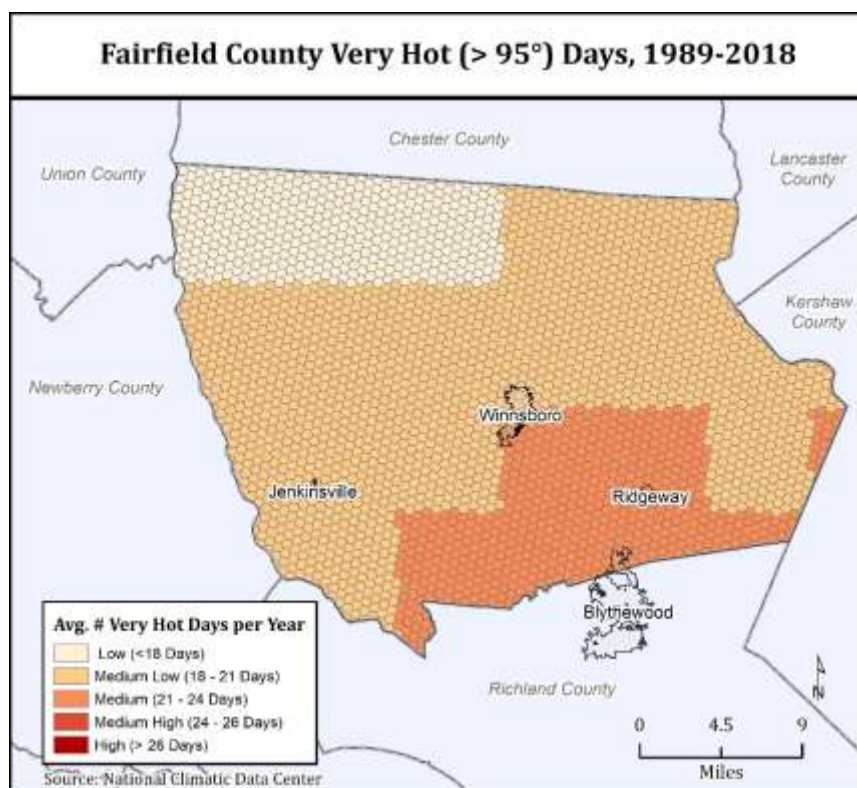 Fairfield County Very Hot (> 95°) Days, 1989-2018
Chester County
Union County
Lancaster
County
Kershaw
County
Newberry County
Winnsboro
Jenkinsville
Ridgeway
Blythewood
Avg. # Very Hot Days per Year
Low (<18 Days)
Medium Low (18 - 21 Days)
Medium (21 - 24 Days)
Medium High (24 - 26 Days)
High (> 26 Days)
Richland County
N
0 4.5 9
Miles
Source: National Climatic Data Center